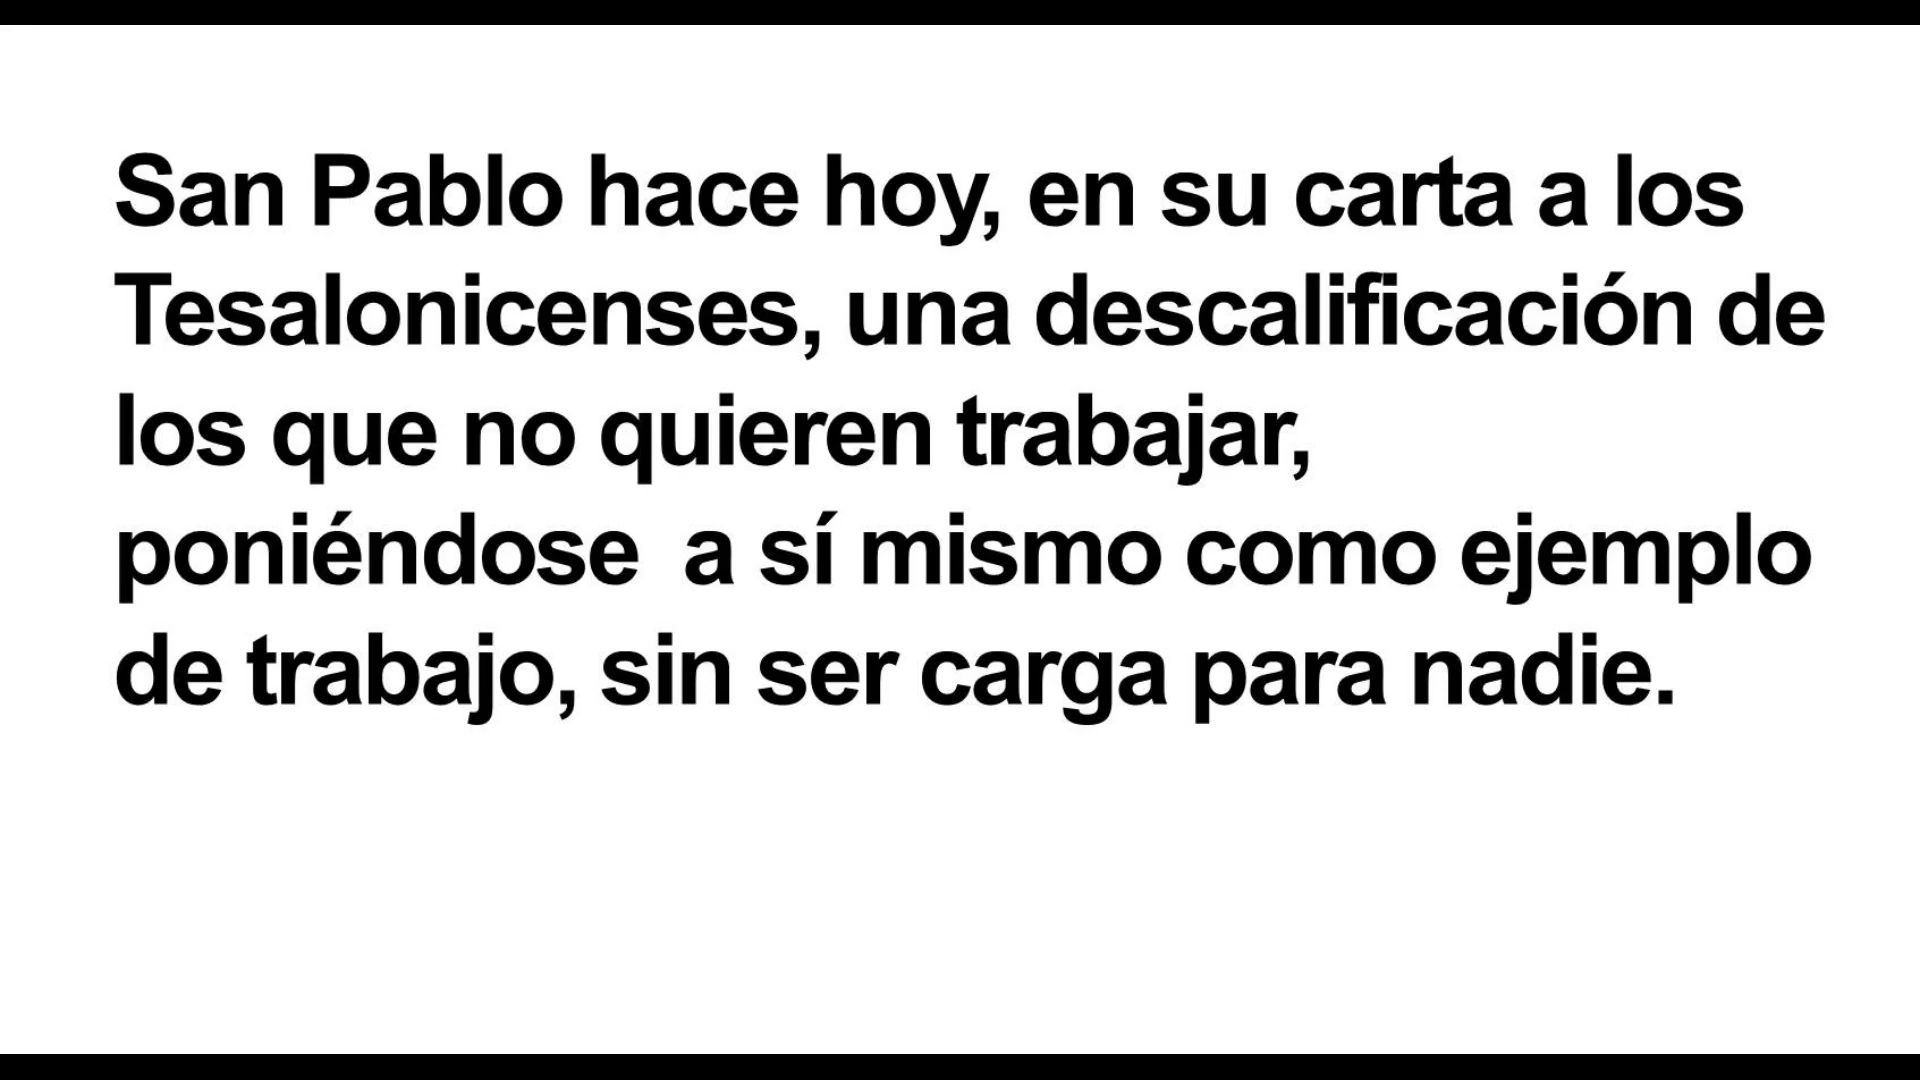 San Pablo hace hoy, en su carta a los
Tesalonicenses, una descalificación de
los que no quieren trabajar,
poniéndose  a sí mismo como ejemplo
de trabajo, sin ser carga para nadie.